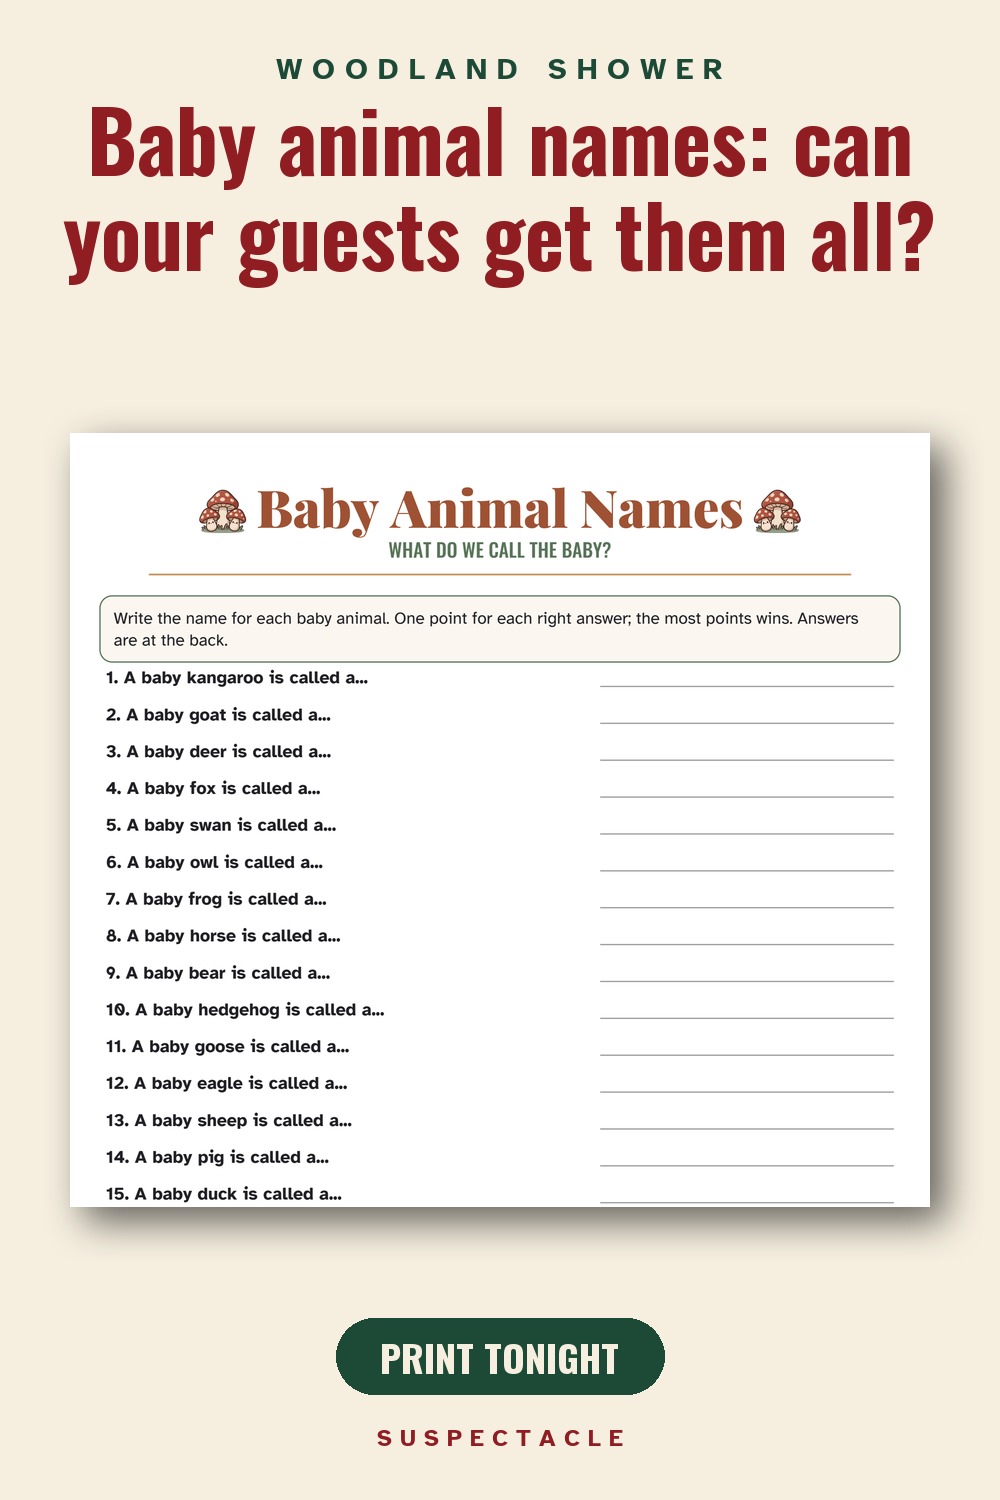 WOODLAND SHOWER
Baby animal names: can
your guests get them all?
Baby Animal Names
WHAT DO WE CALL THE BABY?
Write the name for each baby animal. One point for each right answer; the most points wins. Answers
are at the back.
1. A baby kangaroo is called a...
2. A baby goat is called a...
3. A baby deer is called a...
4. A baby fox is called a...
5. A baby swan is called a...
6. A baby owl is called a...
7. A baby frog is called a...
8. A baby horse is called a...
9. A baby bear is called a...
10. A baby hedgehog is called a...
11. A baby goose is called a...
12. A baby eagle is called a...
13. A baby sheep is called a...
14. A baby pig is called a...
15. A baby duck is called a...
PRINT TONIGHT
SUSPECTACLE